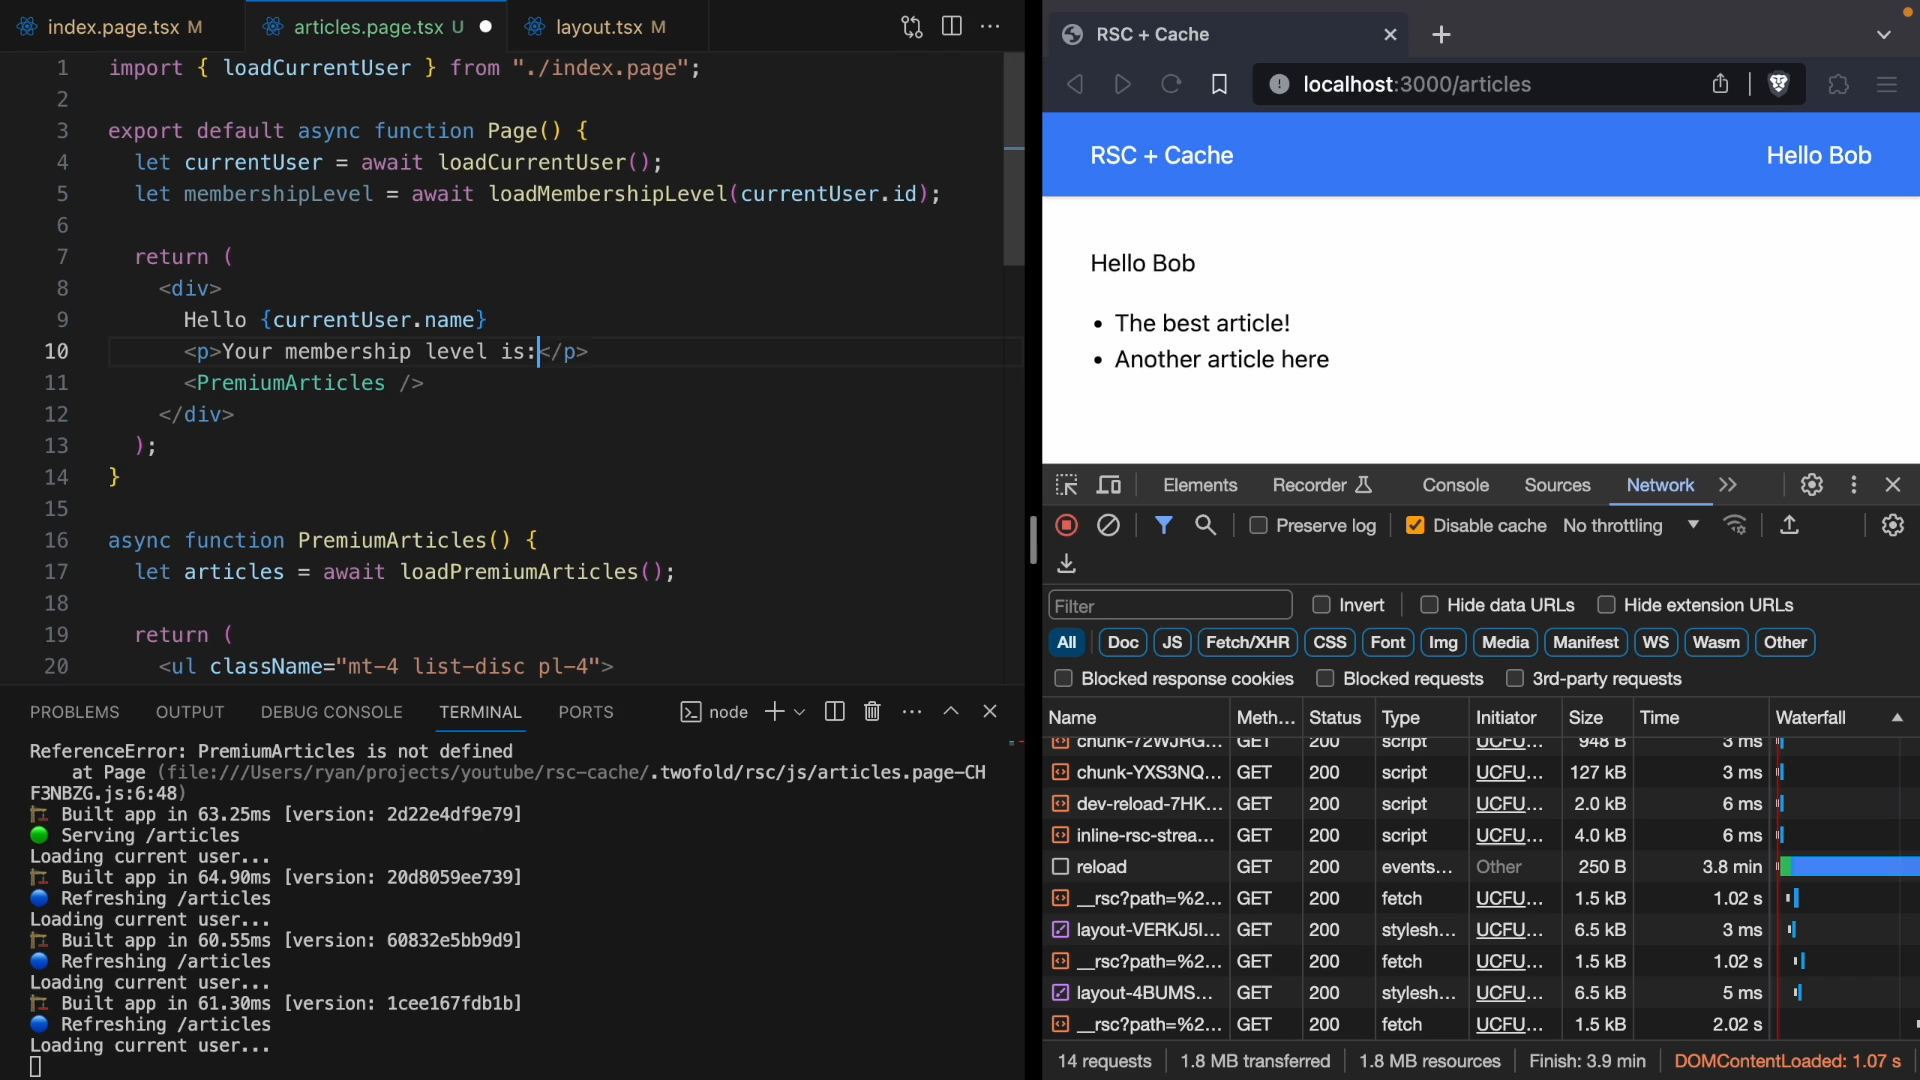 index.page.tsx M
articles.page.tsx U
layout.tsx M
1 import { loadCurrentUser } from "./index.page";
2
3 export default async function Page() {
4 let currentUser = await loadCurrentUser();
5 let membershipLevel = await loadMembershipLevel(currentUser.id);
6
7 return (
8 <div>
9 Hello {currentUser.name}
10 <p>Your membership level is:</p>
11 <PremiumArticles />
12 </div>
13 );
14 }
15
16 async function PremiumArticles() {
17 let articles = await loadPremiumArticles();
18
19 return (
20 <ul className="mt-4 list-disc pl-4">
PROBLEMS OUTPUT DEBUG CONSOLE TERMINAL PORTS node
ReferenceError: PremiumArticles is not defined
at Page (file:///Users/ryan/projects/youtube/rsc-cache/.twofold/rsc/js/articles.page-CH
F3NBZG.js:6:48)
Built app in 63.25ms [version: 2d22e4df9e79]
Serving /articles
Loading current user...
Built app in 64.90ms [version: 20d8059ee739]
Refreshing /articles
Loading current user...
Built app in 60.55ms [version: 60832e5bb9d9]
Refreshing /articles
Loading current user...
Built app in 61.30ms [version: 1cee167fdb1b]
Refreshing /articles
Loading current user...
RSC + Cache
localhost:3000/articles
RSC + Cache Hello Bob
Hello Bob
• The best article!
• Another article here
Elements Recorder Console Sources Network
Preserve log Disable cache No throttling
Filter Invert Hide data URLs Hide extension URLs
All Doc JS Fetch/XHR CSS Font Img Media Manifest WS Wasm Other
Blocked response cookies Blocked requests 3rd-party requests
Name Meth... Status Type Initiator Size Time Waterfall
chunk-72WJRG... GET 200 script UCFU... 948 B 3 ms
chunk-YXS3NQ... GET 200 script UCFU... 127 kB 3 ms
dev-reload-7HK... GET 200 script UCFU... 2.0 kB 6 ms
inline-rsc-strea... GET 200 script UCFU... 4.0 kB 6 ms
reload GET 200 events... Other 250 B 3.8 min
__rsc?path=%2... GET 200 fetch UCFU... 1.5 kB 1.02 s
layout-VERKJ5I... GET 200 stylesh... UCFU... 6.5 kB 3 ms
__rsc?path=%2... GET 200 fetch UCFU... 1.5 kB 1.02 s
layout-4BUMS... GET 200 stylesh... UCFU... 6.5 kB 5 ms
__rsc?path=%2... GET 200 fetch UCFU... 1.5 kB 2.02 s
14 requests 1.8 MB transferred 1.8 MB resources Finish: 3.9 min DOMContentLoaded: 1.07 s